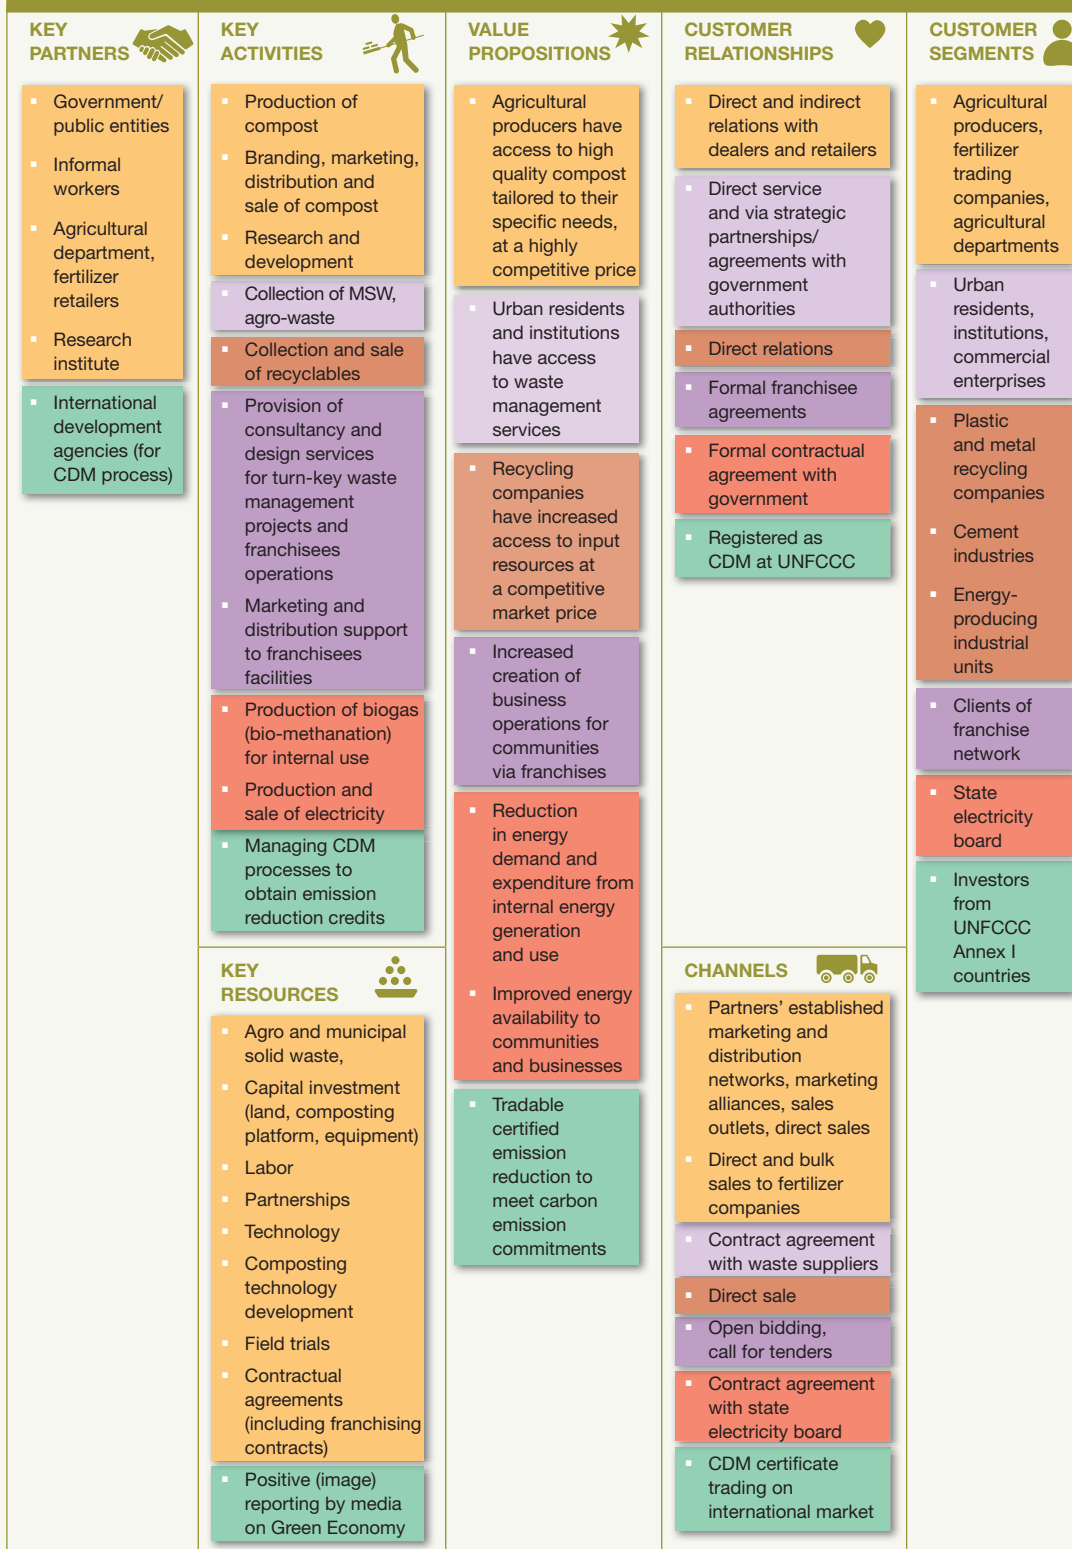 KEY
PARTNERS
Government/
public entities
Informal
workers
Agricultural
department,
fertilizer
retailers
Research
institute
International
development
agencies (for
CDM process)
KEY
ACTIVITIES
Production of
compost
Branding, marketing,
distribution and
sale of compost
Research and
development
Collection of MSW,
agro-waste
Collection and sale
of recyclables
Provision of
consultancy and
design services
for turn-key waste
management
projects and
franchisees
operations
Marketing and
distribution support
to franchisees
facilities
Production of biogas
(bio-methanation)
for internal use
Production and
sale of electricity
Managing CDM
processes to
obtain emission
reduction credits
KEY
RESOURCES
Agro and municipal
solid waste,
Capital investment
(land, composting
platform, equipment)
Labor
Partnerships
Technology
Composting
technology
development
Field trials
Contractual
agreements
(including franchising
contracts)
Positive (image)
reporting by media
on Green Economy
VALUE
PROPOSITIONS
Agricultural
producers have
access to high
quality compost
tailored to their
specific needs,
at a highly
competitive price
Urban residents
and institutions
have access
to waste
management
services
Recycling
companies
have increased
access to input
resources at
a competitive
market price
Increased
creation of
business
operations for
communities
via franchises
Reduction
in energy
demand and
expenditure from
internal energy
generation
and use
Improved energy
availability to
communities
and businesses
Tradable
certified
emission
reduction to
meet carbon
emission
commitments
CUSTOMER
RELATIONSHIPS
Direct and indirect
relations with
dealers and retailers
Direct service
and via strategic
partnerships/
agreements with
government
authorities
Direct relations
Formal franchisee
agreements
Formal contractual
agreement with
government
Registered as
CDM at UNFCCC
CHANNELS
Partners’ established
marketing and
distribution
networks, marketing
alliances, sales
outlets, direct sales
Direct and bulk
sales to fertilizer
companies
Contract agreement
with waste suppliers
Direct sale
Open bidding,
call for tenders
Contract agreement
with state
electricity board
CDM certificate
trading on
international market
CUSTOMER
SEGMENTS
Agricultural
producers,
fertilizer
trading
companies,
agricultural
departments
Urban
residents,
institutions,
commercial
enterprises
Plastic
and metal
recycling
companies
Cement
industries
Energy-
producing
industrial
units
Clients of
franchise
network
State
electricity
board
Investors
from
UNFCCC
Annex I
countries